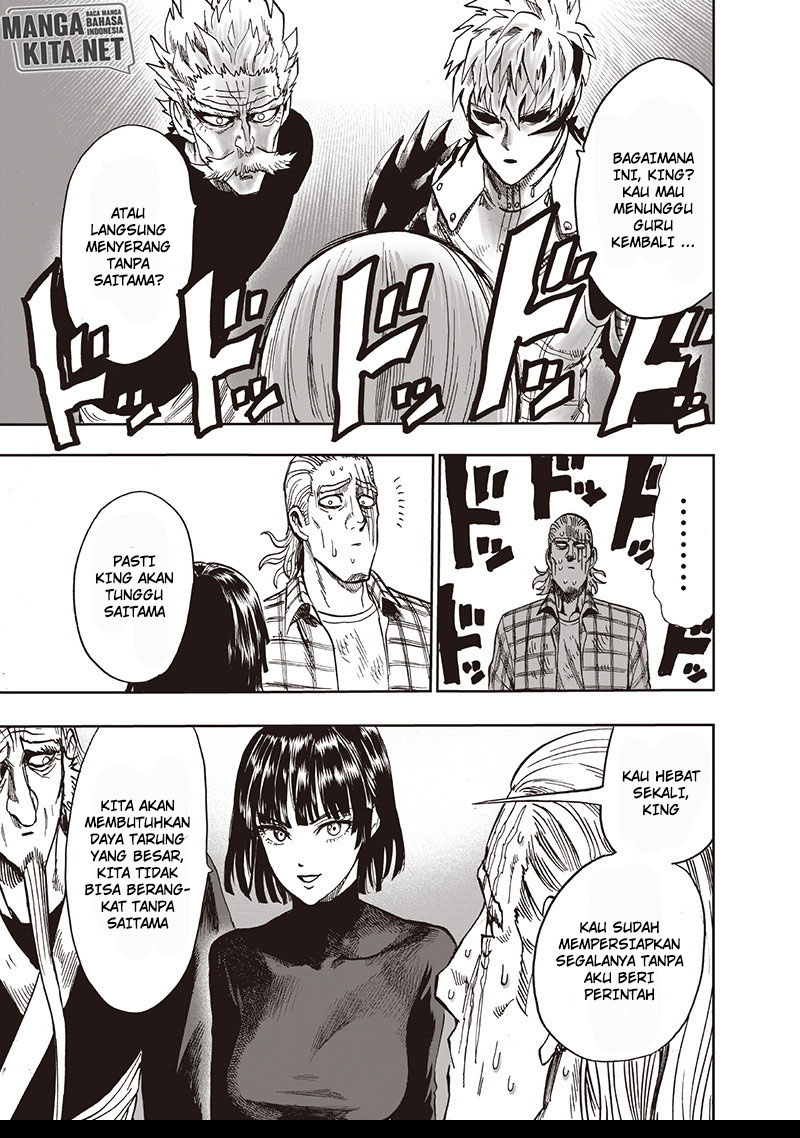 MANGA
KITA.NET
BACA MANGA
BAHASA
INDONESIA
BAGAIMANA
INI, KING?
KAU MAU
MENUNGGU
GURU
KEMBALI ...
ATAU
LANGSUNG
MENYERANG
TANPA
SAITAMA?
ドッドッドッドッドッ
........
ドッドッドッ
ドッ
ドッ
PASTI
KING AKAN
TUNGGU
SAITAMA
KAU HEBAT
SEKALI,
KING
KAU SUDAH
MEMPERSIAPKAN
SEGALANYA TANPA
AKU BERI
PERINTAH
KITA AKAN
MEMBUTUHKAN
DAYA TARUNG
YANG BESAR,
KITA TIDAK
BISA BERANG-
KAT TANPA
SAITAMA